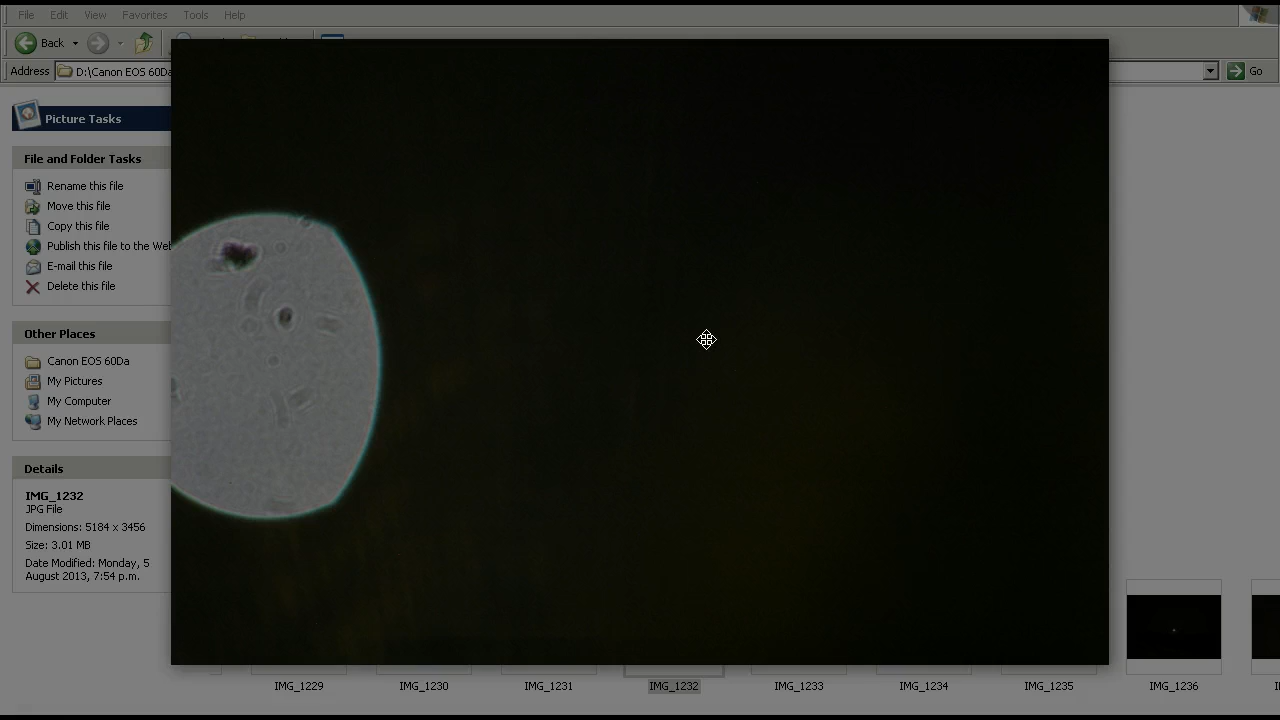 File Edit View Favorites Tools Help
Back
Address D:\Canon EOS 60Da
Go
Picture Tasks
File and Folder Tasks
Rename this file
Move this file
Copy this file
Publish this file to the Web
E-mail this file
Delete this file
Other Places
Canon EOS 60Da
My Pictures
My Computer
My Network Places
Details
IMG_1232
JPG File
Dimensions: 5184 x 3456
Size: 3.01 MB
Date Modified: Monday, 5
August 2013, 7:54 p.m.
IMG_1229 IMG_1230 IMG_1231 IMG_1232 IMG_1233 IMG_1234 IMG_1235 IMG_1236